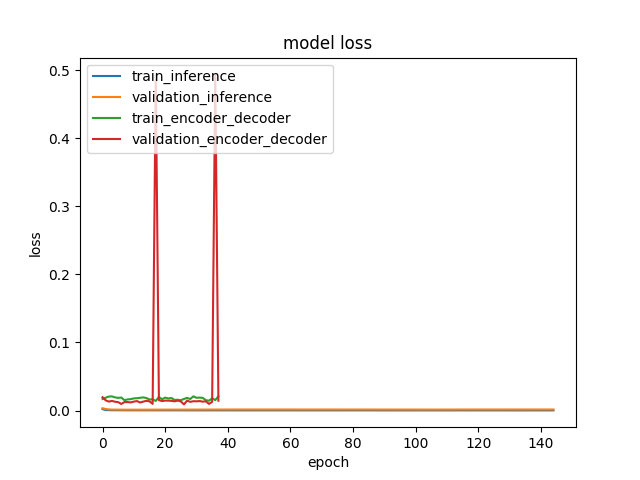 model loss
train_inference
validation_inference
train_encoder_decoder
validation_encoder_decoder
0.5
0.4
0.3
0.2
0.1
0.0
loss
0 20 40 60 80 100 120 140
epoch